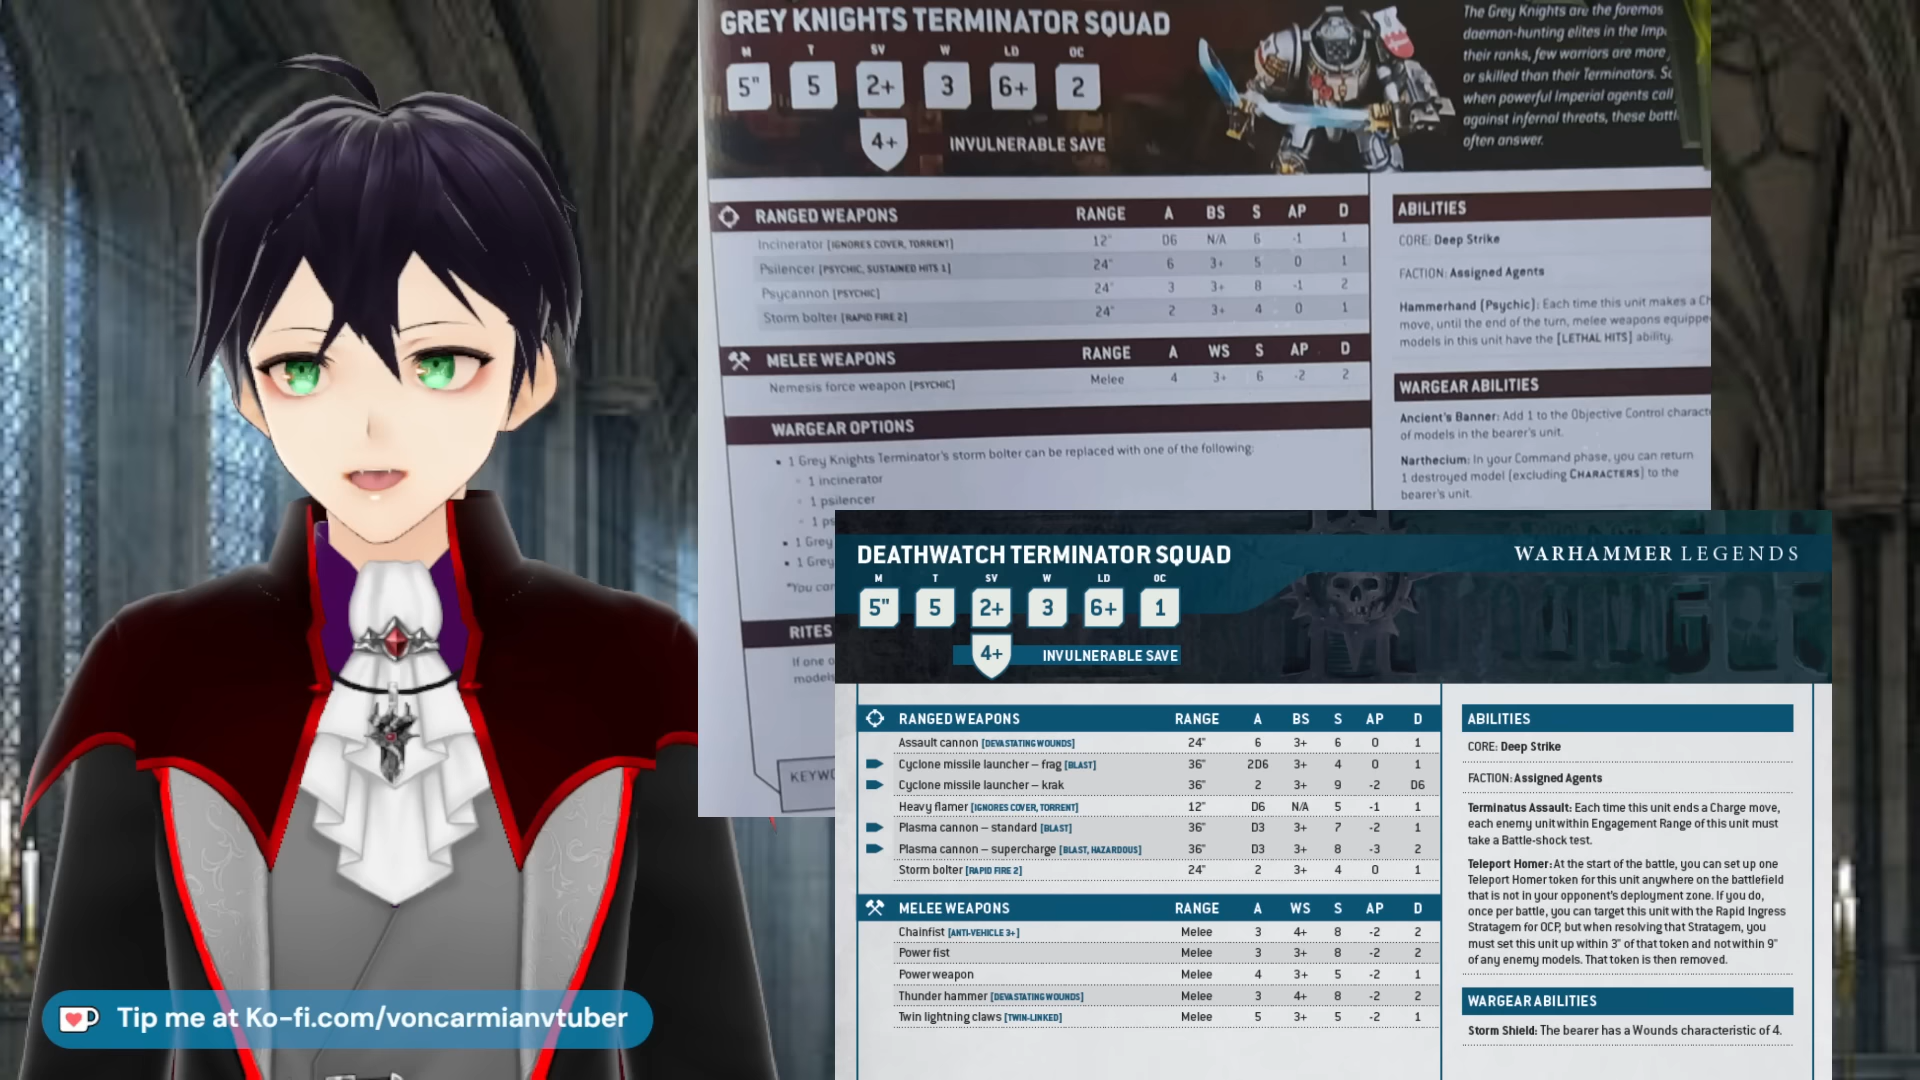 GREY KNIGHTS TERMINATOR SQUAD
M T SV W LD OC
5" 5 2+ 3 6+ 2
4+ INVULNERABLE SAVE
The Grey Knights are the foremos
daemon-hunting elites in the Imp
their ranks, few warriors are more
or skilled than their Terminators. So
when powerful Imperial agents call
against infernal threats, these battl
often answer.
RANGED WEAPONS RANGE A BS S AP D
Incinerator [IGNORES COVER, TORRENT] 12" D6 N/A 6 -1 1
Psilencer [PSYCHIC, SUSTAINED HITS 1] 24" 6 3+ 5 0 1
Psycannon [PSYCHIC] 24" 3 3+ 8 -1 2
Storm bolter [RAPID FIRE 2] 24" 2 3+ 4 0 1
MELEE WEAPONS RANGE A WS S AP D
Nemesis force weapon [PSYCHIC] Melee 4 3+ 6 -2 2
WARGEAR OPTIONS
• 1 Grey Knights Terminator's storm bolter can be replaced with one of the following:
◦ 1 incinerator
◦ 1 psilencer
◦ 1 ps
• 1 Grey
• 1 Grey
*You can
RITES
If one o
models
KEYWO
ABILITIES
CORE: Deep Strike
FACTION: Assigned Agents
Hammerhand (Psychic): Each time this unit makes a Ch
move, until the end of the turn, melee weapons equippe
models in this unit have the [LETHAL HITS] ability.
WARGEAR ABILITIES
Ancient's Banner: Add 1 to the Objective Control charact
of models in the bearer's unit.
Narthecium: In your Command phase, you can return
1 destroyed model (excluding CHARACTERS) to the
bearer's unit.
DEATHWATCH TERMINATOR SQUAD
WARHAMMER LEGENDS
M T SV W LD OC
5" 5 2+ 3 6+ 1
4+ INVULNERABLE SAVE
RANGED WEAPONS RANGE A BS S AP D
Assault cannon [DEVASTATING WOUNDS] 24" 6 3+ 6 0 1
Cyclone missile launcher – frag [BLAST] 36" 2D6 3+ 4 0 1
Cyclone missile launcher – krak 36" 2 3+ 9 -2 D6
Heavy flamer [IGNORES COVER, TORRENT] 12" D6 N/A 5 -1 1
Plasma cannon – standard [BLAST] 36" D3 3+ 7 -2 1
Plasma cannon – supercharge [BLAST, HAZARDOUS] 36" D3 3+ 8 -3 2
Storm bolter [RAPID FIRE 2] 24" 2 3+ 4 0 1
MELEE WEAPONS RANGE A WS S AP D
Chainfist [ANTI-VEHICLE 3+] Melee 3 4+ 8 -2 2
Power fist Melee 3 3+ 8 -2 2
Power weapon Melee 4 3+ 5 -2 1
Thunder hammer [DEVASTATING WOUNDS] Melee 3 4+ 8 -2 2
Twin lightning claws [TWIN-LINKED] Melee 5 3+ 5 -2 1
ABILITIES
CORE: Deep Strike
FACTION: Assigned Agents
Terminatus Assault: Each time this unit ends a Charge move,
each enemy unit within Engagement Range of this unit must
take a Battle-shock test.
Teleport Homer: At the start of the battle, you can set up one
Teleport Homer token for this unit anywhere on the battlefield
that is not in your opponent's deployment zone. If you do,
once per battle, you can target this unit with the Rapid Ingress
Stratagem for 0CP, but when resolving that Stratagem, you
must set this unit up within 3" of that token and not within 9"
of any enemy models. That token is then removed.
WARGEAR ABILITIES
Storm Shield: The bearer has a Wounds characteristic of 4.
Tip me at Ko-fi.com/voncarmianvtuber